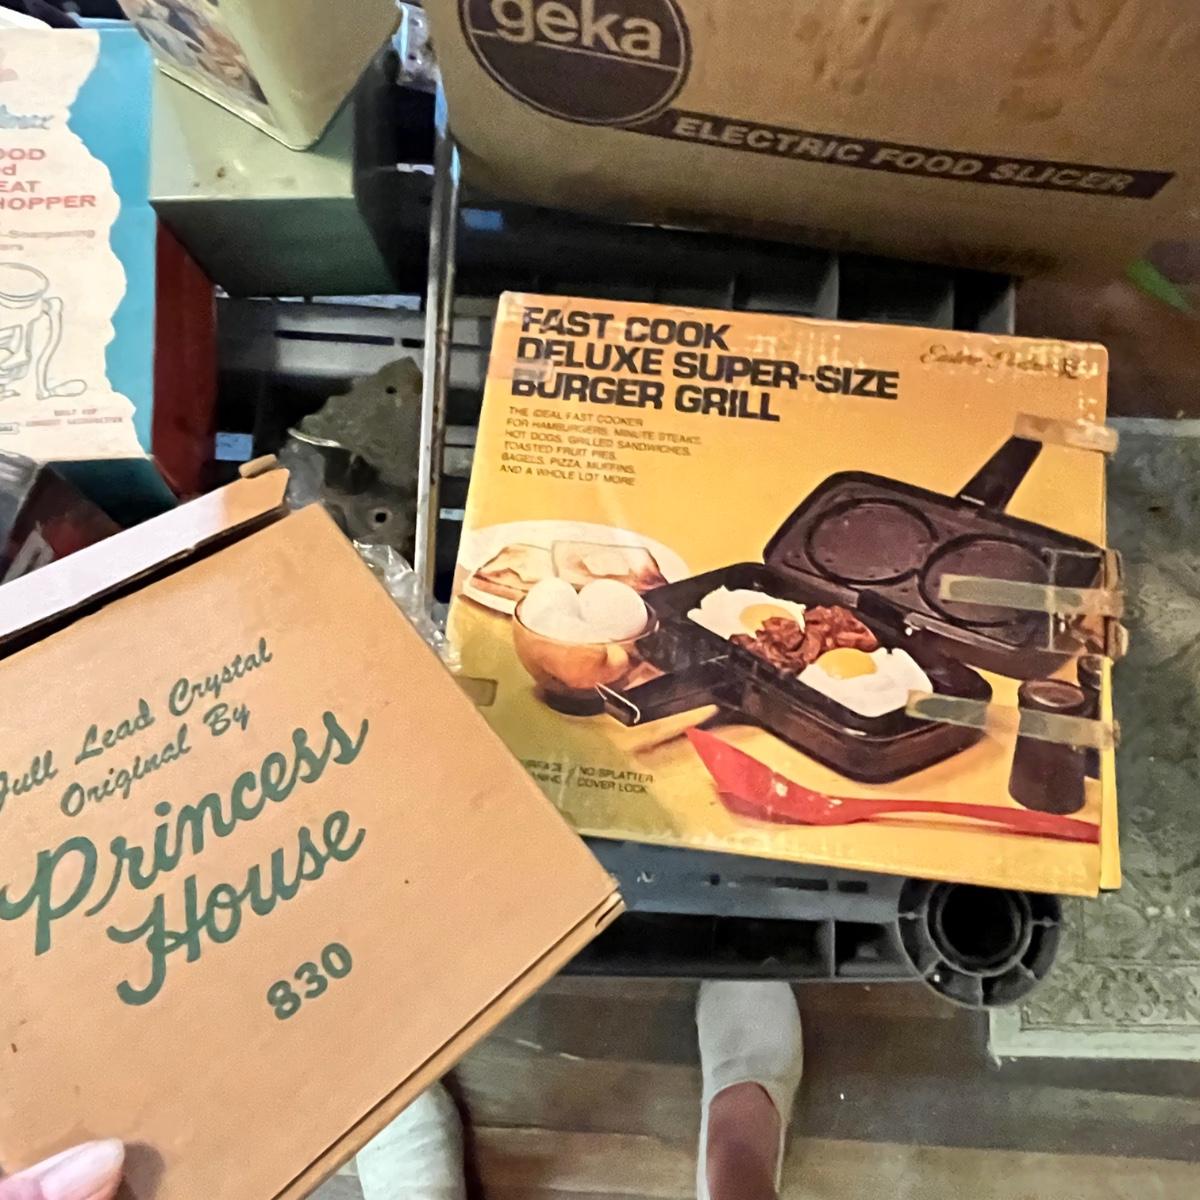 geka
ELECTRIC FOOD SLICER
OOD
EAT
HOPPER
FAST COOK
DELUXE SUPER-SIZE
BURGER GRILL
THE IDEAL FAST COOKER
FOR HAMBURGERS, MINUTE STEAKS,
HOT DOGS, GRILLED SANDWICHES,
TOASTED FRUIT PIES,
BAGELS, PIZZA, MUFFINS,
AND A WHOLE LOT MORE
NO SPLATTER
COVER LOCK
Full Lead Crystal
Original By
Princess
House
830